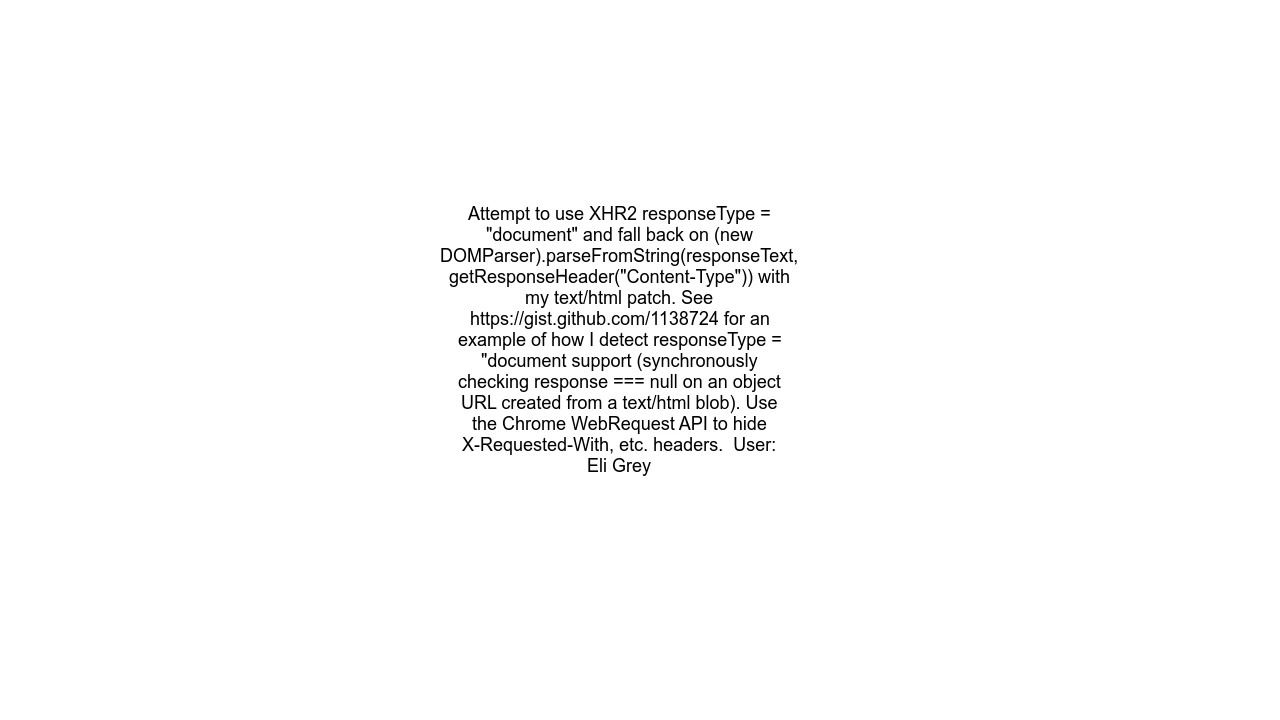 Attempt to use XHR2 responseType =
"document" and fall back on (new
DOMParser).parseFromString(responseText,
getResponseHeader("Content-Type")) with
my text/html patch. See
https://gist.github.com/1138724 for an
example of how I detect responseType =
"document support (synchronously
checking response === null on an object
URL created from a text/html blob). Use
the Chrome WebRequest API to hide
X-Requested-With, etc. headers.  User:
Eli Grey